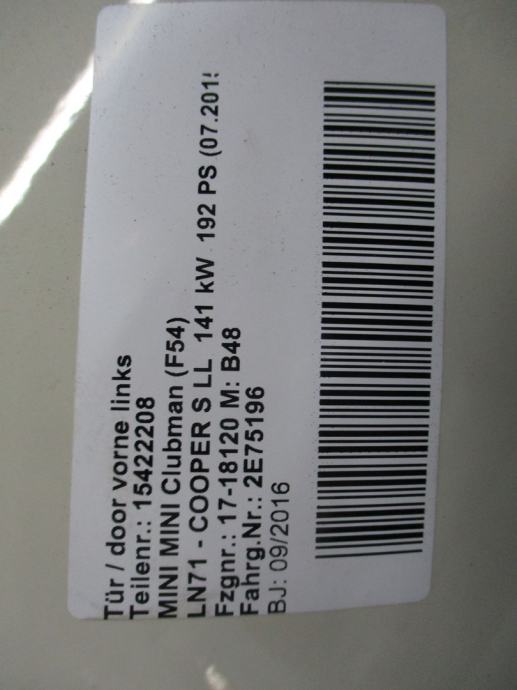 Tür / door vorne links
Teilenr.: 15422208
MINI MINI Clubman (F54)
LN71 - COOPER S LL 141 kW 192 PS (07.201
Fzgnr.: 17-18120 M: B48
Fahrg.Nr.: 2E75196
BJ: 09/2016